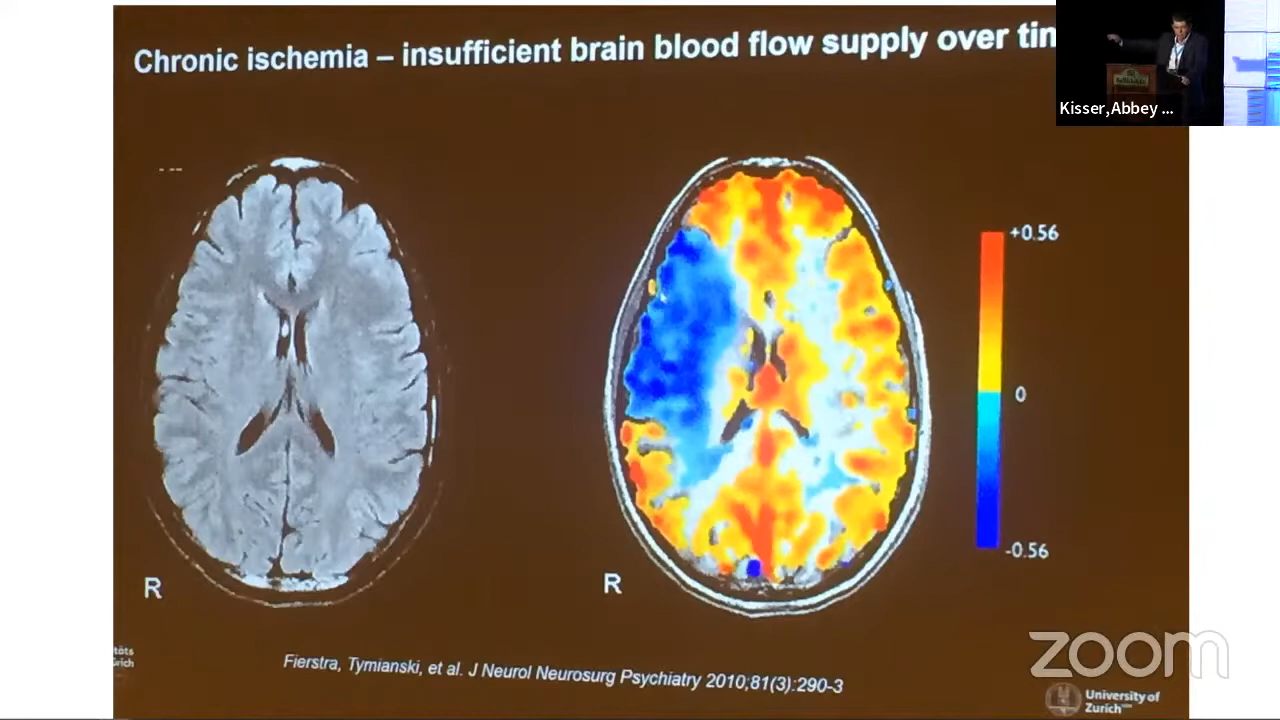 Chronic ischemia – insufficient brain blood flow supply over tim
Kisser,Abbey ...
+0.56
0
-0.56
R
R
Fierstra, Tymianski, et al. J Neurol Neurosurg Psychiatry 2010;81(3):290-3
zoom
University of
Zurich